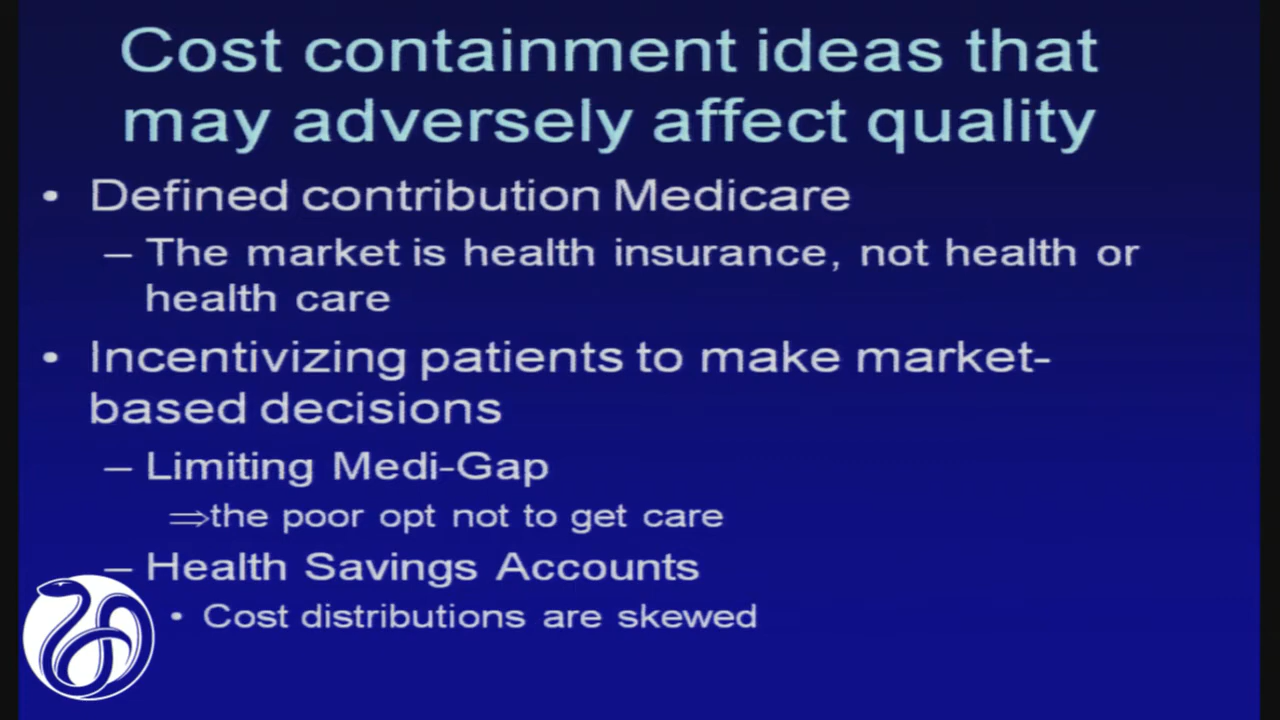 Cost containment ideas that
may adversely affect quality
• Defined contribution Medicare
– The market is health insurance, not health or
health care
• Incentivizing patients to make market-
based decisions
– Limiting Medi-Gap
⇒the poor opt not to get care
– Health Savings Accounts
• Cost distributions are skewed